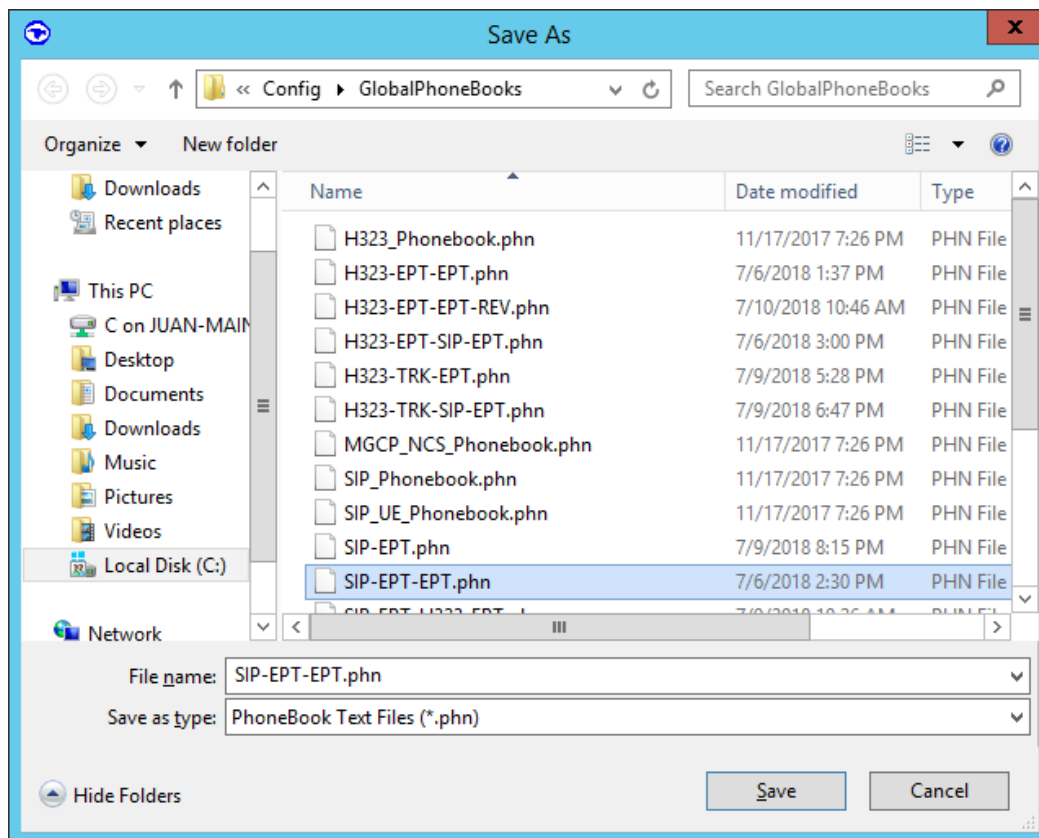 Save As
x
« Config GlobalPhoneBooks Search GlobalPhoneBooks
Organize New folder
Name Date modified Type
Downloads
Recent places
This PC
C on JUAN-MAIN
Desktop
Documents
Downloads
Music
Pictures
Videos
Local Disk (C:)
Network
H323_Phonebook.phn 11/17/2017 7:26 PM PHN File
H323-EPT-EPT.phn 7/6/2018 1:37 PM PHN File
H323-EPT-EPT-REV.phn 7/10/2018 10:46 AM PHN File
H323-EPT-SIP-EPT.phn 7/6/2018 3:00 PM PHN File
H323-TRK-EPT.phn 7/9/2018 5:28 PM PHN File
H323-TRK-SIP-EPT.phn 7/9/2018 6:47 PM PHN File
MGCP_NCS_Phonebook.phn 11/17/2017 7:26 PM PHN File
SIP_Phonebook.phn 11/17/2017 7:26 PM PHN File
SIP_UE_Phonebook.phn 11/17/2017 7:26 PM PHN File
SIP-EPT.phn 7/9/2018 8:15 PM PHN File
SIP-EPT-EPT.phn 7/6/2018 2:30 PM PHN File
File name: SIP-EPT-EPT.phn
Save as type: PhoneBook Text Files (*.phn)
Hide Folders Save Cancel